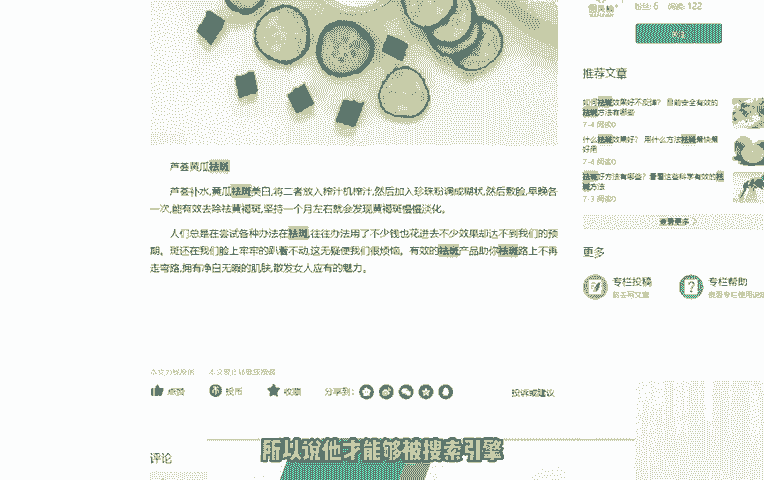 粉丝: 6 阅读: 122
推荐文章
如何祛斑效果好不反弹? 目前安全有效的
祛斑方法有哪些
7-4 阅读0
什么祛斑效果好? 用什么方法祛斑最快最
好用
7-4 阅读0
祛斑好方法有哪些? 看看这些科学有效的祛
斑方法
7-3 阅读0
查看更多
更多
专栏投稿
专栏帮助
芦荟黄瓜祛斑
芦荟补水,黄瓜祛斑美白,将二者放入榨汁机榨汁,然后加入珍珠粉调成糊状,然后敷脸,早晚各
一次,能有效去除祛黄褐斑,坚持一个月左右就会发现黄褐斑慢慢淡化。
人们总是在尝试各种办法在祛斑,往往办法用了不少钱也花进去不少效果却达不到我们的预
期。斑还在我们脸上牢牢的趴着不动,这无疑使我们很烦恼。有效的祛斑产品助你祛斑路上不再
走弯路,拥有净白无瑕的肌肤,散发女人应有的魅力。
点赞 投币 收藏 分享到: 投诉或建议
评论
所以说他才能够被搜索引擎